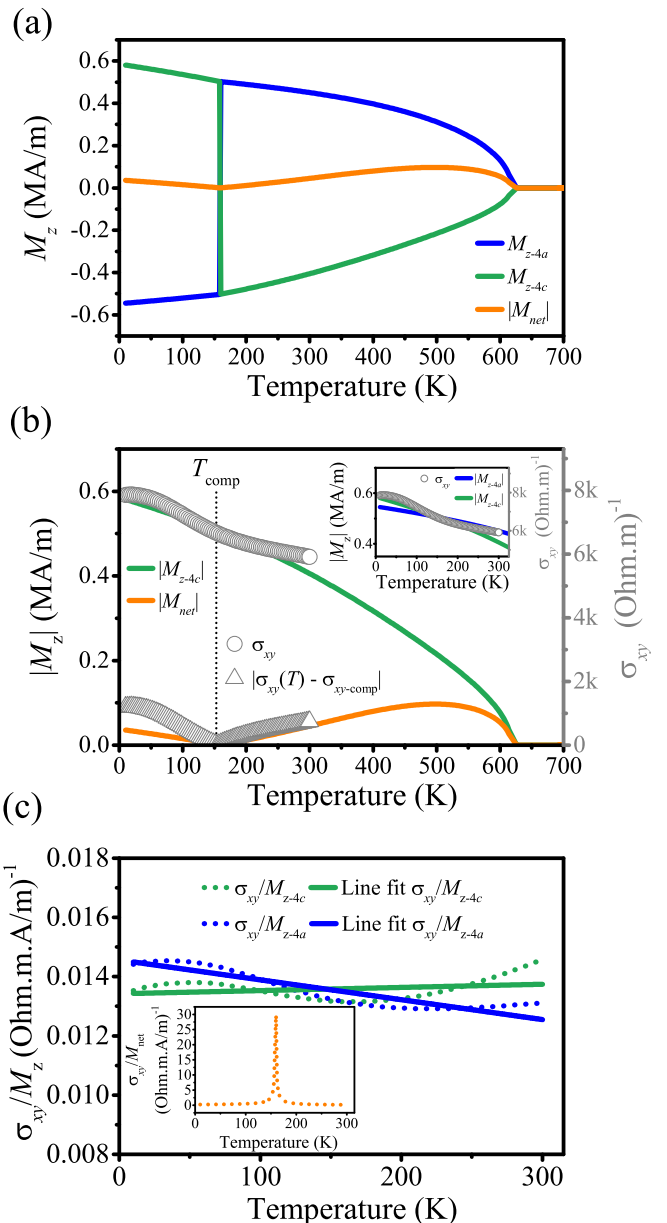 (a)
0.6
0.4
0.2
0.0
-0.2
-0.4
-0.6
M_z (MA/m)
M_z-4a
M_z-4c
|M_net|
0 100 200 300 400 500 600 700
Temperature (K)
(b)
T_comp
0.6
0.4
0.2
0.0
|M_z| (MA/m)
|M_z-4c|
|M_net|
σ_xy
|σ_xy(T) - σ_xy-comp|
8k
6k
4k
2k
0
σ_xy (Ohm.m)^-1
σ_xy |M_z-4a|
|M_z-4c|
0.6
0.4
|M_z| (MA/m)
8k
6k
σ_xy (Ohm.m)^-1
0 100 200 300
Temperature (K)
0 100 200 300 400 500 600 700
Temperature (K)
(c)
0.018
0.016
0.014
0.012
0.010
0.008
σ_xy/M_z (Ohm.m.A/m)^-1
σ_xy/M_z-4c Line fit σ_xy/M_z-4c
σ_xy/M_z-4a Line fit σ_xy/M_z-4a
30
25
20
15
10
5
0
σ_xy/M_net
(Ohm.m.A/m)^-1
0 100 200 300
Temperature (K)
0 100 200 300
Temperature (K)